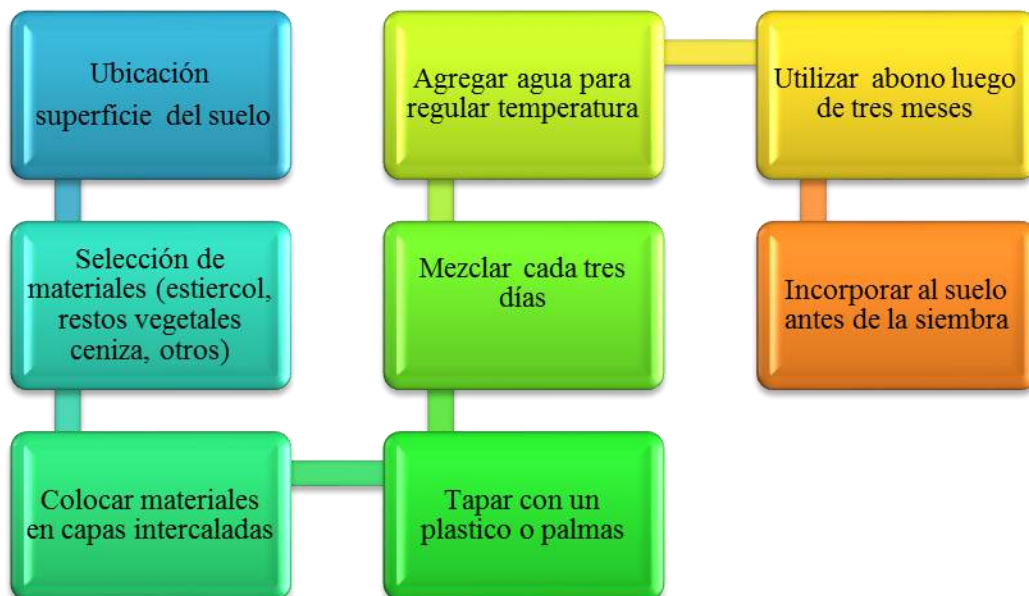 Ubicación
superficie del suelo
Selección de
materiales (estiercol,
restos vegetales
ceniza, otros)
Colocar materiales
en capas intercaladas
Tapar con un
plastico o palmas
Mezclar cada tres
días
Agregar agua para
regular temperatura
Utilizar abono luego
de tres meses
Incorporar al suelo
antes de la siembra